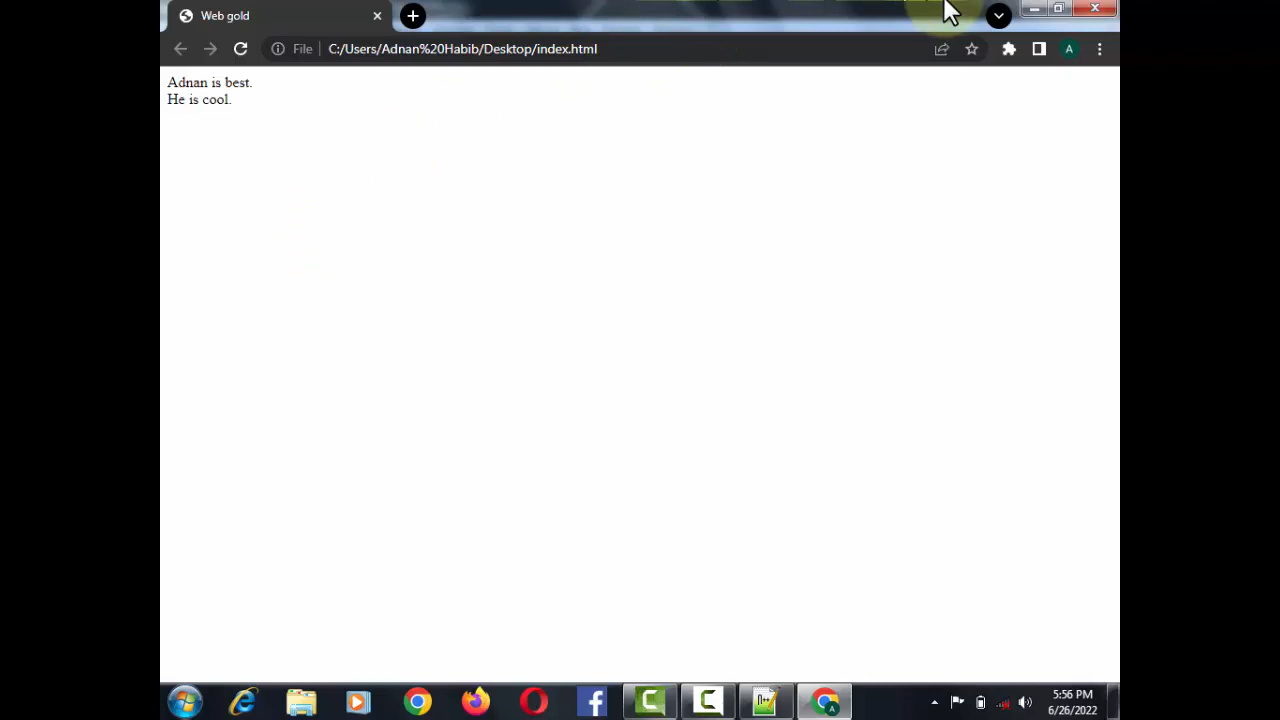 Web gold
File C:/Users/Adnan%20Habib/Desktop/index.html
A
Adnan is best.
He is cool.
n++
A
5:56 PM
6/26/2022